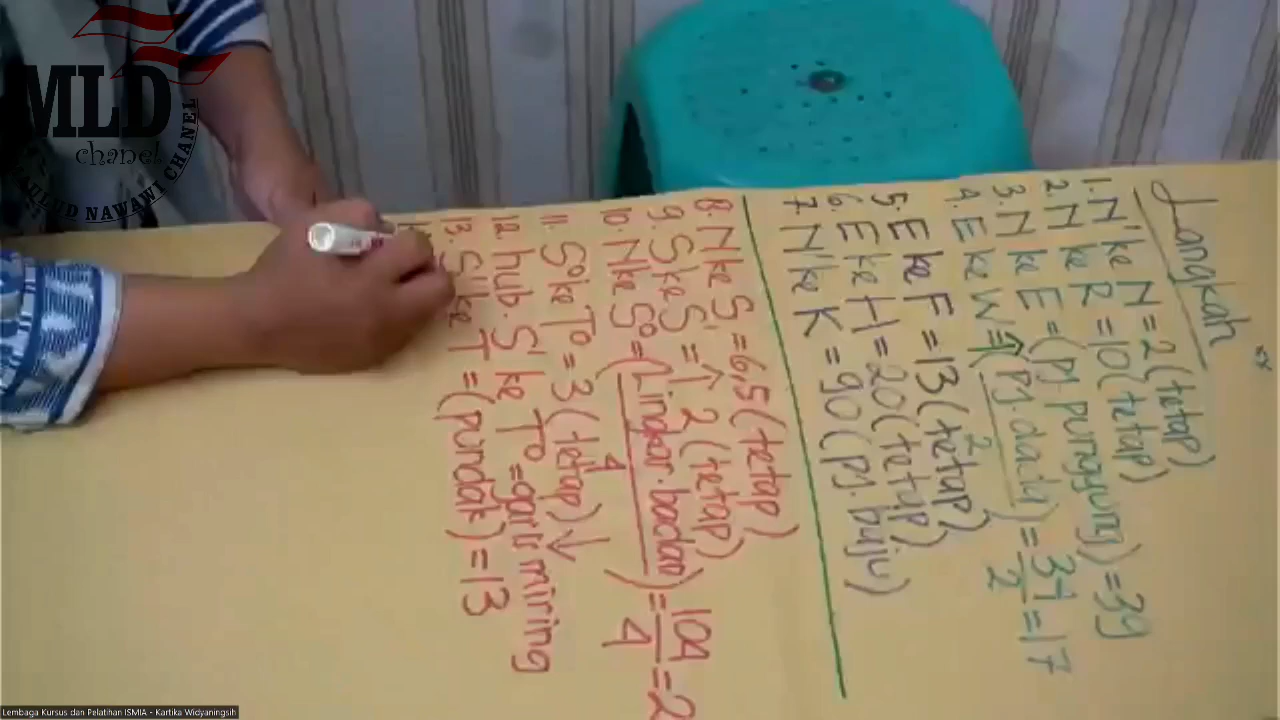 Langkah
1. N' ke N = 2 (tetap)
2. N ke R = 10 (tetap)
3. N ke E = (pj. punggung) = 39
4. E ke W = (pj. dada) = 34 = 17
2 2
5. E ke F = 13 (tetap)
6. E ke H = 20 (tetap)
7. N' ke K = 90 (pj. baju)
8. N ke S = 6,5 (tetap)
9. S ke S' = ↑ 2 (tetap)
10. N ke S° = (Lingkar badan) = 104 = 2
4 4
11. S° ke T° = 3 (tetap) ↓
12. hub. S' ke T° = garis miring
13. S' ke T = (pundak) = 13
MLD
chanel
MAULUD NAWAWI CHANEL
Lembaga Kursus dan Pelatihan ISMIA - Kartika Widyaningsih